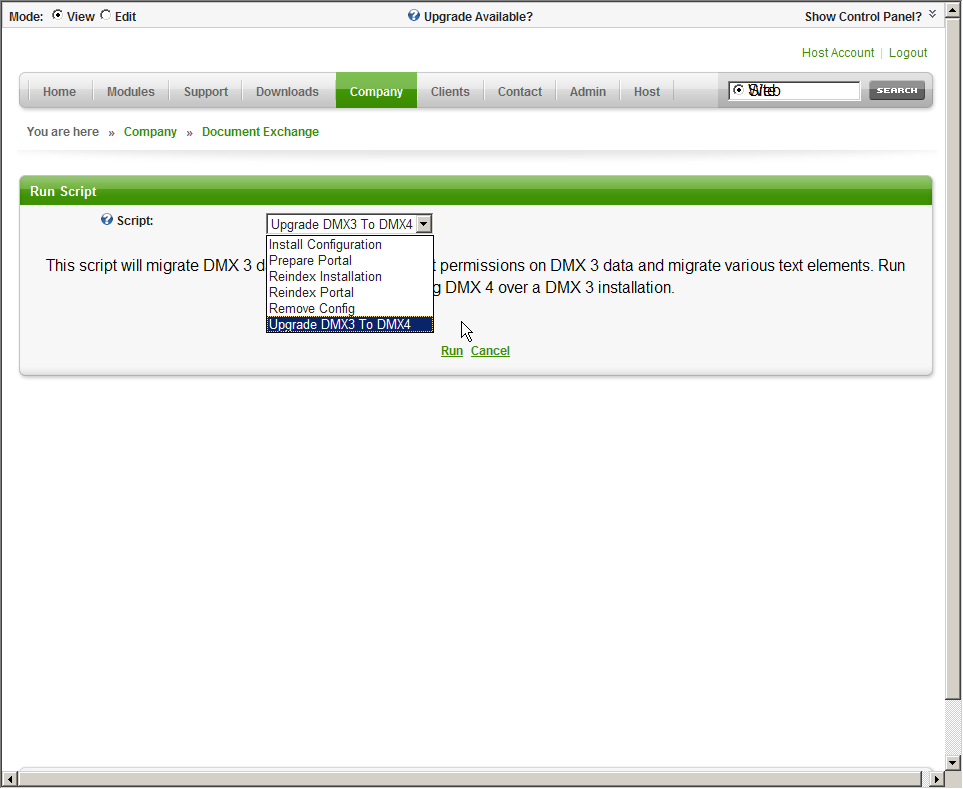 Mode: View Edit Upgrade Available? Show Control Panel?
Host Account | Logout
Home Modules Support Downloads Company Clients Contact Admin Host SEARCH
You are here » Company » Document Exchange
Run Script
Script: Upgrade DMX3 To DMX4
Install Configuration
Prepare Portal
Reindex Installation
Reindex Portal
Remove Config
Upgrade DMX3 To DMX4
This script will migrate DMX 3 permissions on DMX 3 data and migrate various text elements. Run
DMX 4 over a DMX 3 installation.
Run Cancel